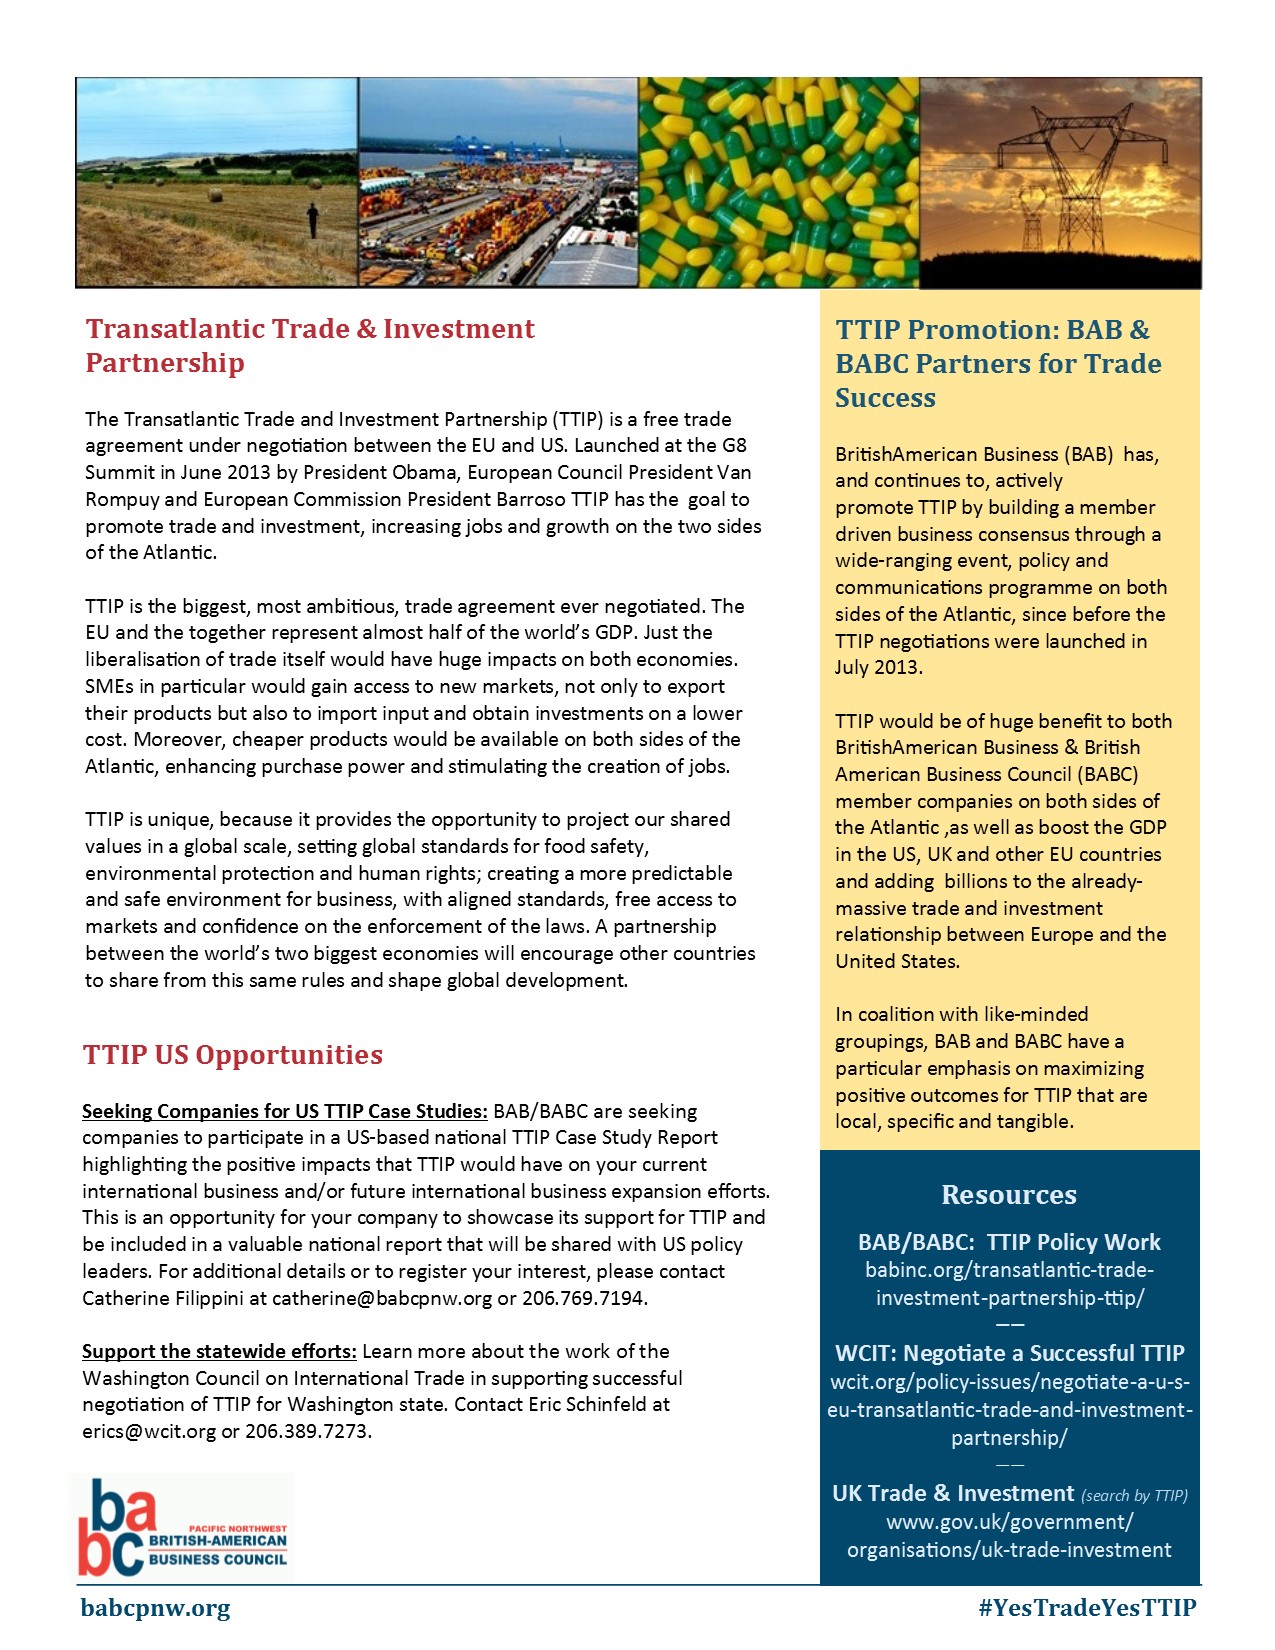 Transatlantic Trade & Investment
Partnership
The Transatlantic Trade and Investment Partnership (TTIP) is a free trade
agreement under negotiation between the EU and US. Launched at the G8
Summit in June 2013 by President Obama, European Council President Van
Rompuy and European Commission President Barroso TTIP has the  goal to
promote trade and investment, increasing jobs and growth on the two sides
of the Atlantic.
TTIP is the biggest, most ambitious, trade agreement ever negotiated. The
EU and the together represent almost half of the world’s GDP. Just the
liberalisation of trade itself would have huge impacts on both economies.
SMEs in particular would gain access to new markets, not only to export
their products but also to import input and obtain investments on a lower
cost. Moreover, cheaper products would be available on both sides of the
Atlantic, enhancing purchase power and stimulating the creation of jobs.
TTIP is unique, because it provides the opportunity to project our shared
values in a global scale, setting global standards for food safety,
environmental protection and human rights; creating a more predictable
and safe environment for business, with aligned standards, free access to
markets and confidence on the enforcement of the laws. A partnership
between the world’s two biggest economies will encourage other countries
to share from this same rules and shape global development.
TTIP US Opportunities
Seeking Companies for US TTIP Case Studies: BAB/BABC are seeking
companies to participate in a US-based national TTIP Case Study Report
highlighting the positive impacts that TTIP would have on your current
international business and/or future international business expansion efforts.
This is an opportunity for your company to showcase its support for TTIP and
be included in a valuable national report that will be shared with US policy
leaders. For additional details or to register your interest, please contact
Catherine Filippini at catherine@babcpnw.org or 206.769.7194.
Support the statewide efforts: Learn more about the work of the
Washington Council on International Trade in supporting successful
negotiation of TTIP for Washington state. Contact Eric Schinfeld at
erics@wcit.org or 206.389.7273.
TTIP Promotion: BAB &
BABC Partners for Trade
Success
BritishAmerican Business (BAB)  has,
and continues to, actively
promote TTIP by building a member
driven business consensus through a
wide-ranging event, policy and
communications programme on both
sides of the Atlantic, since before the
TTIP negotiations were launched in
July 2013.
TTIP would be of huge benefit to both
BritishAmerican Business & British
American Business Council (BABC)
member companies on both sides of
the Atlantic ,as well as boost the GDP
in the US, UK and other EU countries
and adding  billions to the already-
massive trade and investment
relationship between Europe and the
United States.
In coalition with like-minded
groupings, BAB and BABC have a
particular emphasis on maximizing
positive outcomes for TTIP that are
local, specific and tangible.
Resources
BAB/BABC:  TTIP Policy Work
babinc.org/transatlantic-trade-
investment-partnership-ttip/
——
WCIT: Negotiate a Successful TTIP
wcit.org/policy-issues/negotiate-a-u-s-
eu-transatlantic-trade-and-investment-
partnership/
——
UK Trade & Investment (search by TTIP)
www.gov.uk/government/
organisations/uk-trade-investment
babc
PACIFIC NORTHWEST
BRITISH-AMERICAN
BUSINESS COUNCIL
babcpnw.org
#YesTradeYesTTIP